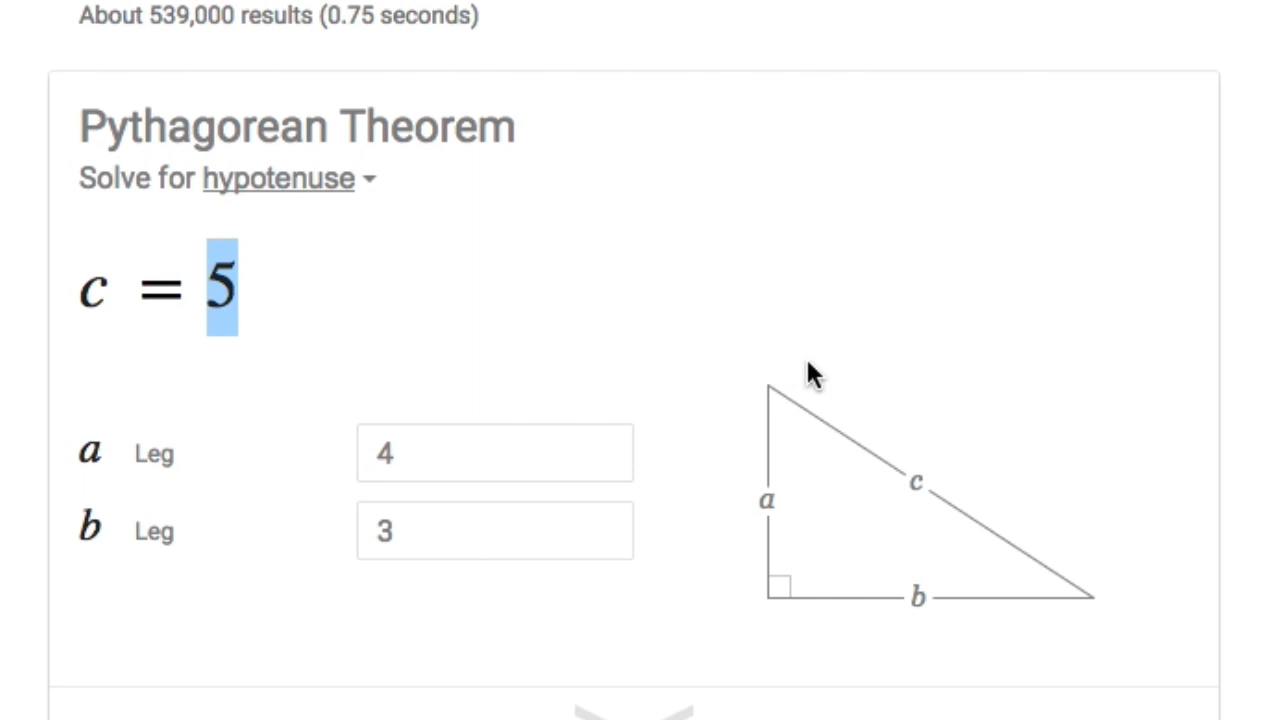 About 539,000 results (0.75 seconds)
Pythagorean Theorem
Solve for hypotenuse
c = 5
a Leg 4
b Leg 3
a
c
b